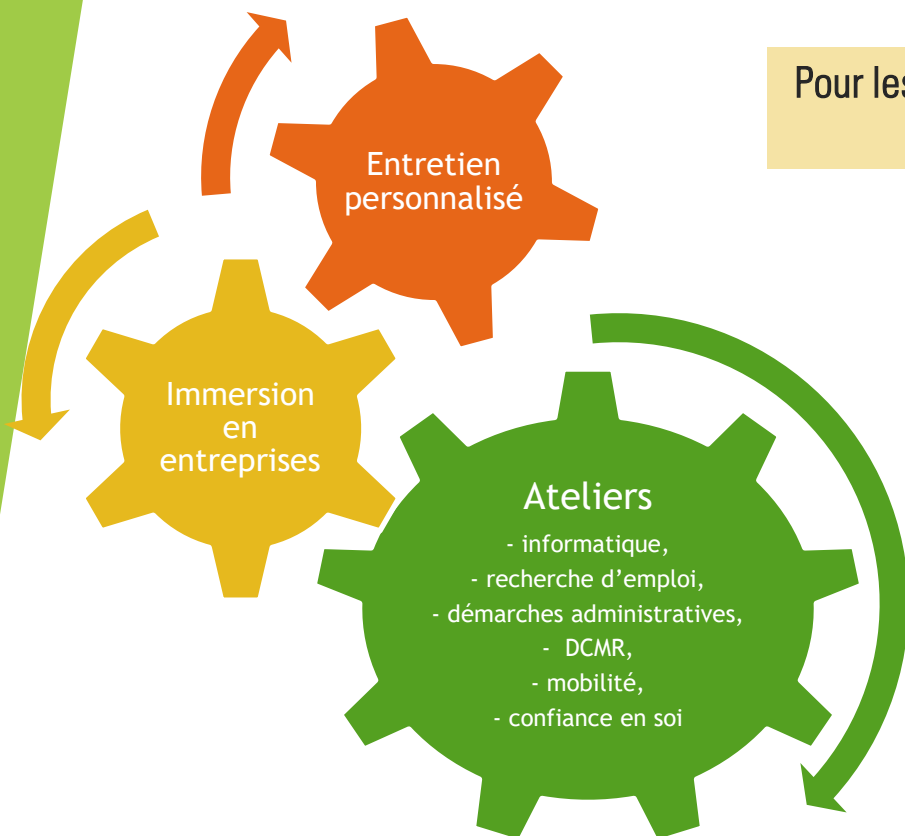 Pour les
Entretien
personnalisé
Immersion
en
entreprises
Ateliers
- informatique,
- recherche d'emploi,
- démarches administratives,
- DCMR,
- mobilité,
- confiance en soi